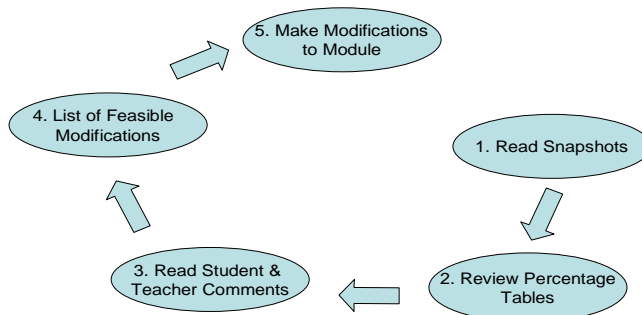 5. Make Modifications
to Module
4. List of Feasible
Modifications
1. Read Snapshots
3. Read Student &
Teacher Comments
2. Review Percentage
Tables